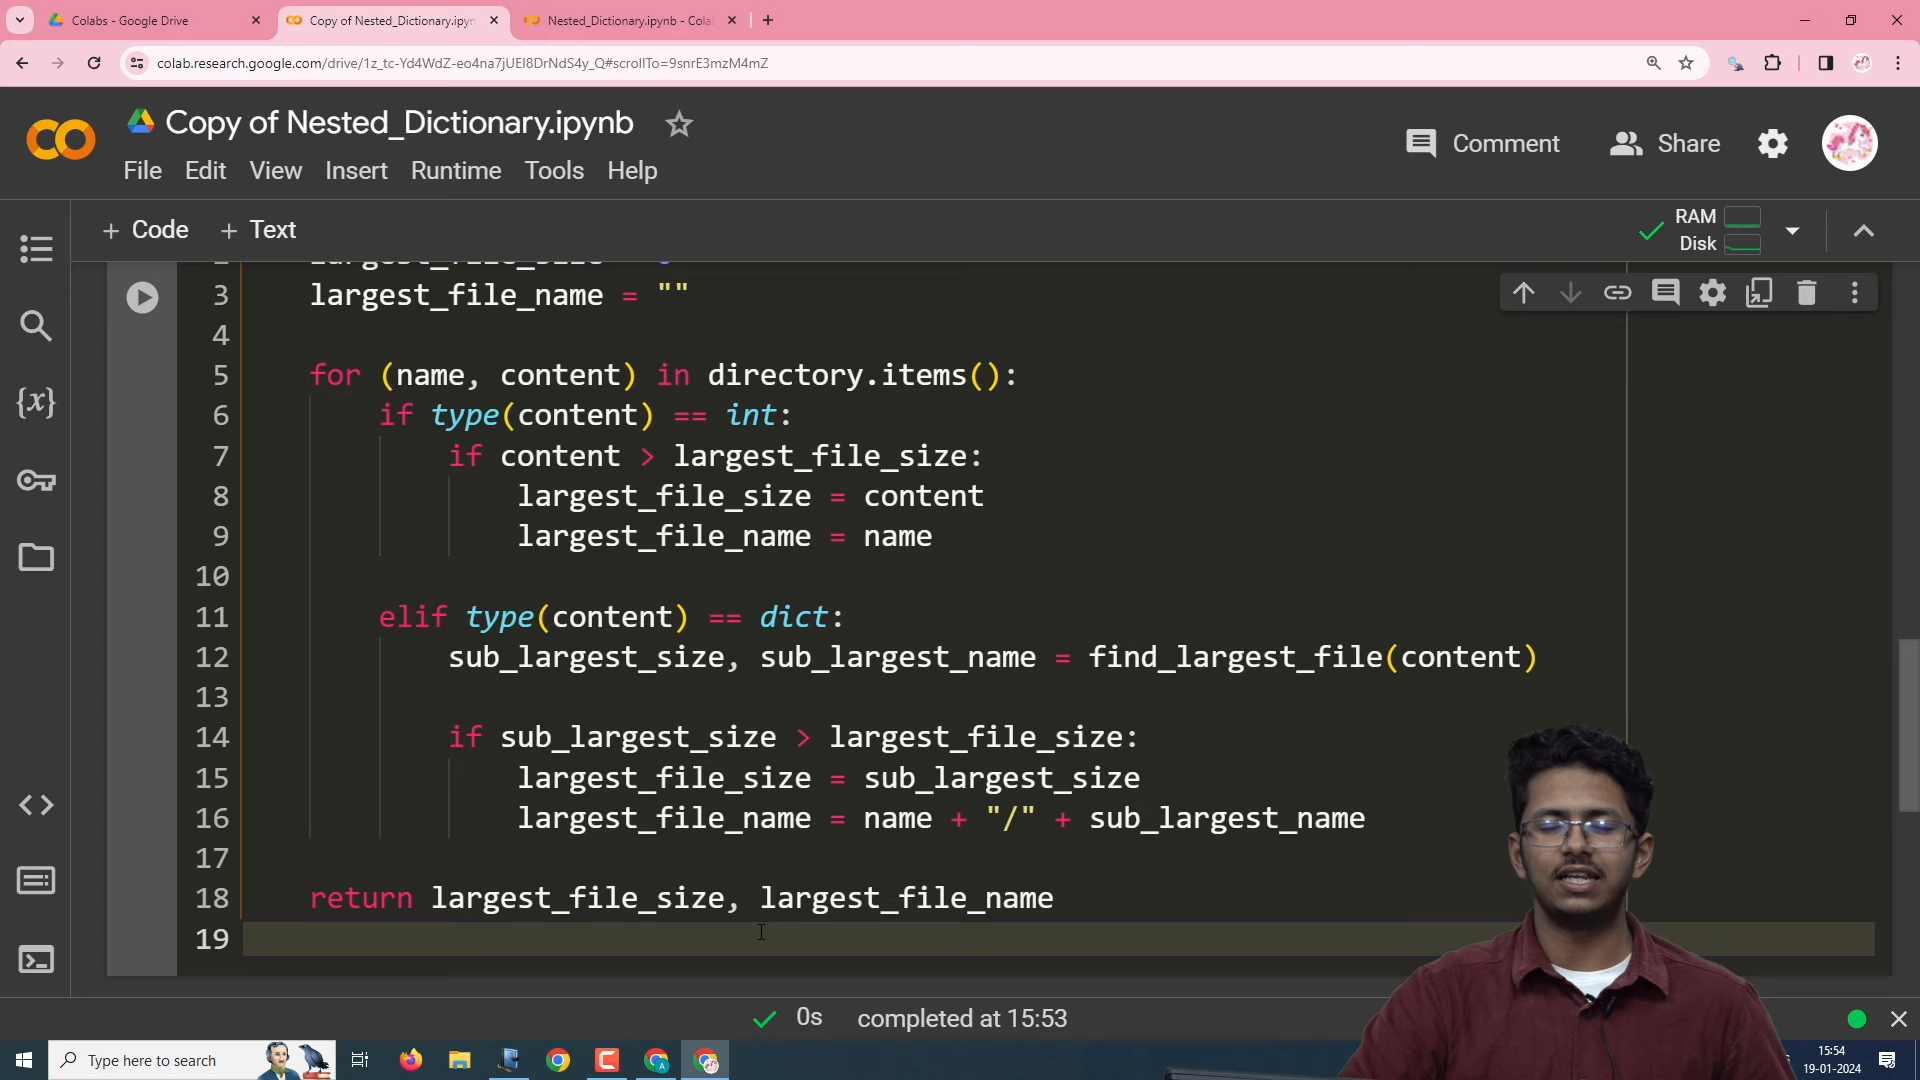 Colabs - Google Drive
Copy of Nested_Dictionary.ipyn
Nested_Dictionary.ipynb - Cola
colab.research.google.com/drive/1z_tc-Yd4WdZ-eo4na7jUEI8DrNdS4y_Q#scrollTo=9snrE3mzM4mZ
Copy of Nested_Dictionary.ipynb
Comment
Share
File Edit View Insert Runtime Tools Help
+ Code + Text
RAM
Disk
3 largest_file_name = ""
4
5 for (name, content) in directory.items():
6 if type(content) == int:
7 if content > largest_file_size:
8 largest_file_size = content
9 largest_file_name = name
10
11 elif type(content) == dict:
12 sub_largest_size, sub_largest_name = find_largest_file(content)
13
14 if sub_largest_size > largest_file_size:
15 largest_file_size = sub_largest_size
16 largest_file_name = name + "/" + sub_largest_name
17
18 return largest_file_size, largest_file_name
19
0s completed at 15:53
Type here to search
15:54
19-01-2024